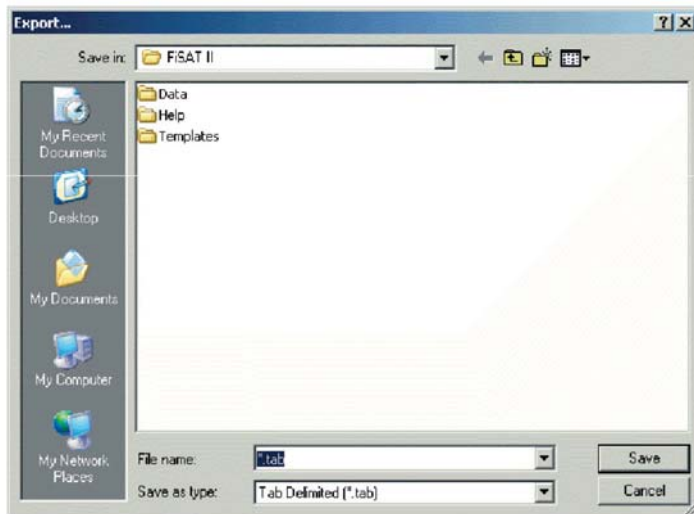 Export...
Save in: FiSAT II
Data
Help
Templates
My Recent
Documents
Desktop
My Documents
My Computer
My Network
Places
File name: *.tab
Save
Save as type: Tab Delimited (*.tab)
Cancel